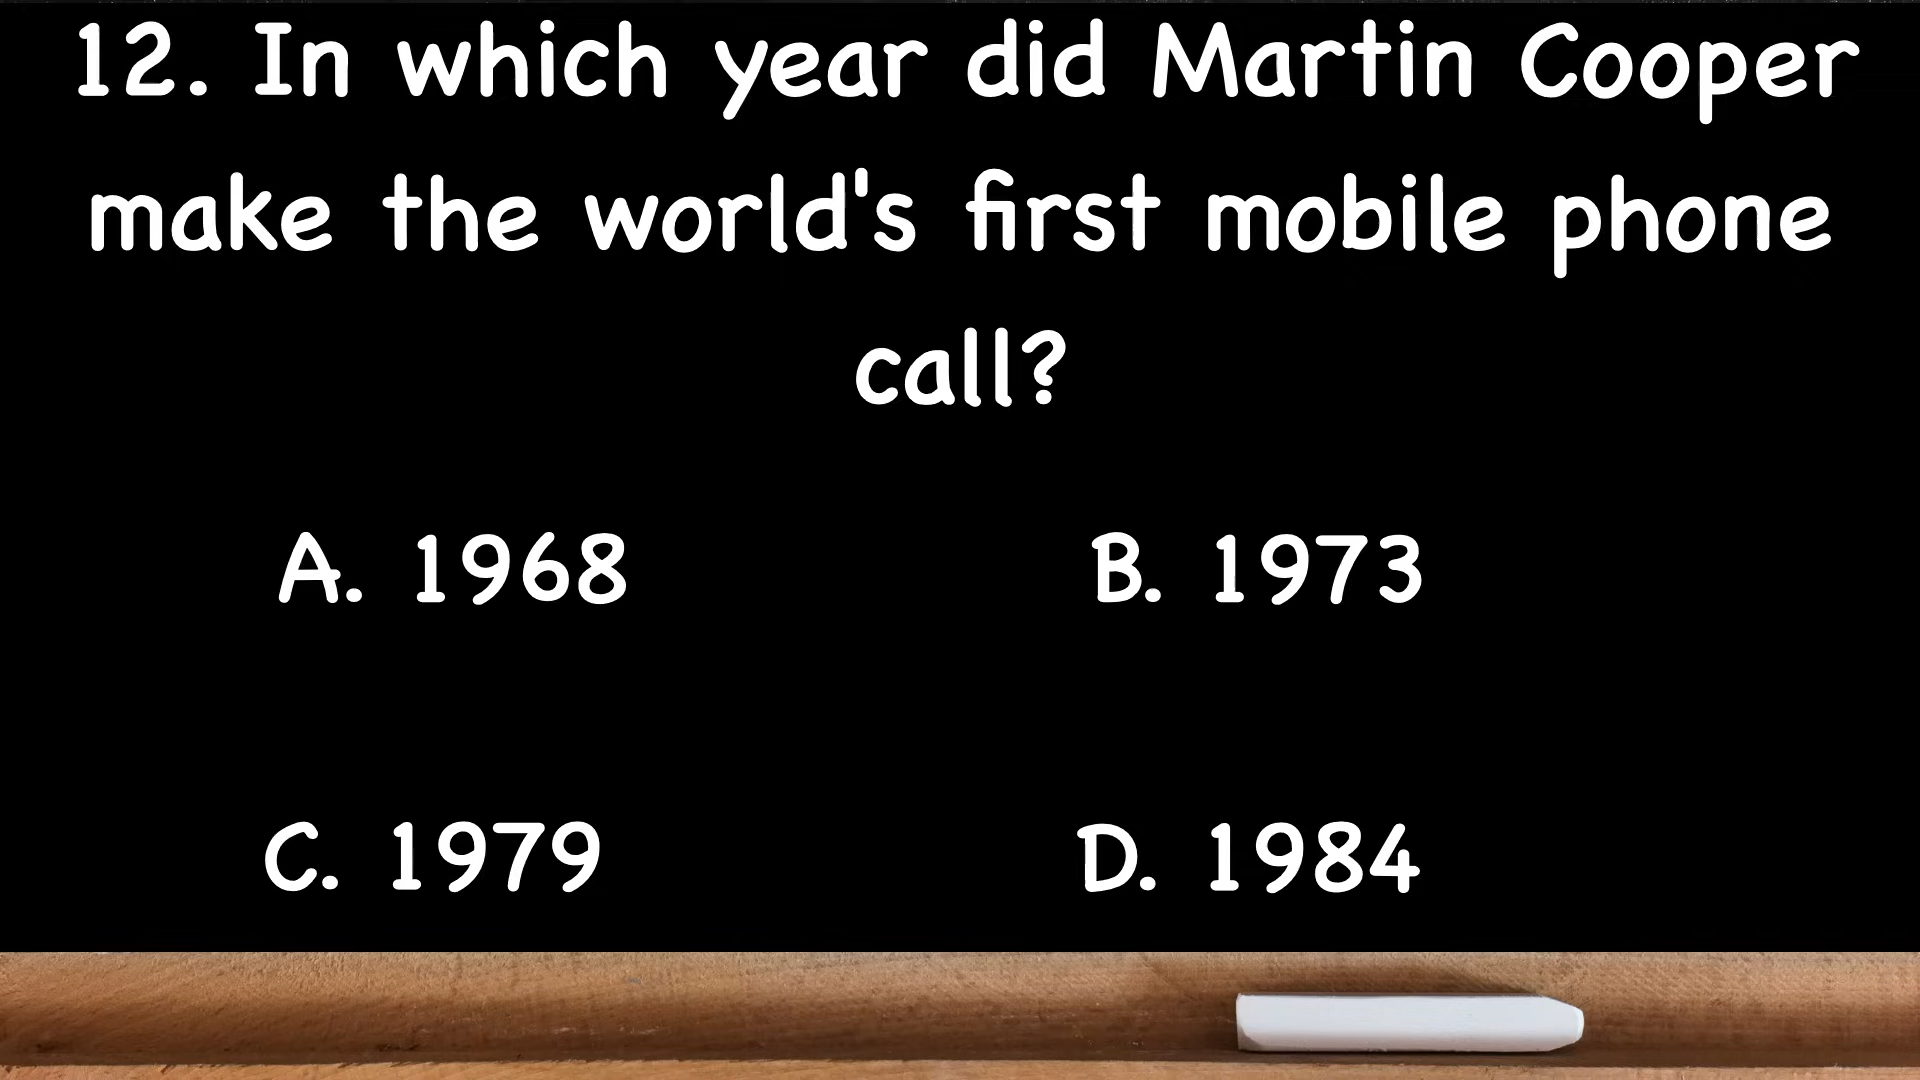 12. In which year did Martin Cooper
make the world's first mobile phone
call?
A. 1968
B. 1973
C. 1979
D. 1984